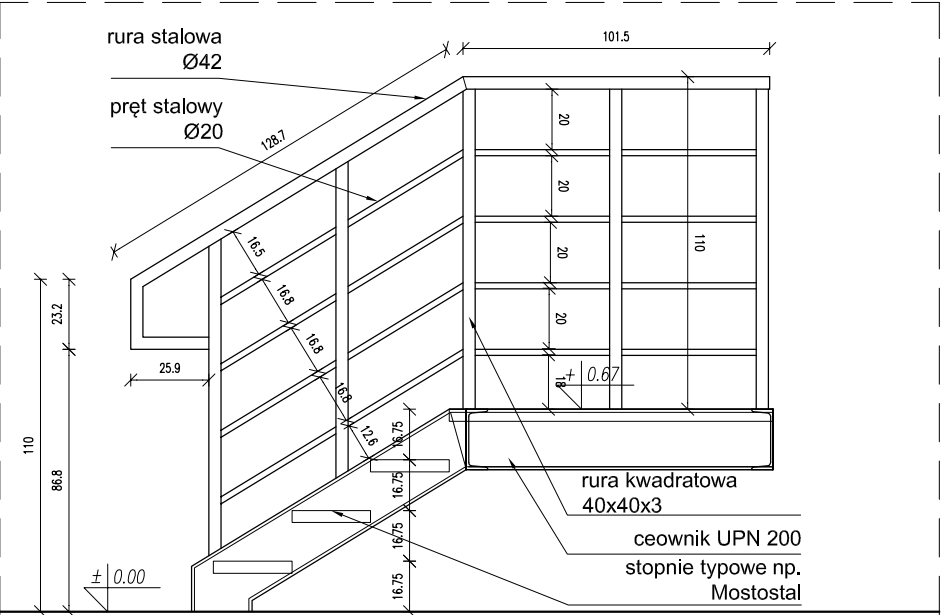 rura stalowa
Ø42
pręt stalowy
Ø20
101.5
128.7
20
20
20
20
18
110
16.5
16.8
16.8
16.8
12.6
23.2
25.9
110
86.8
16.75
16.75
16.75
16.75
+ 0.67
± 0.00
rura kwadratowa
40x40x3
ceownik UPN 200
stopnie typowe np.
Mostostal